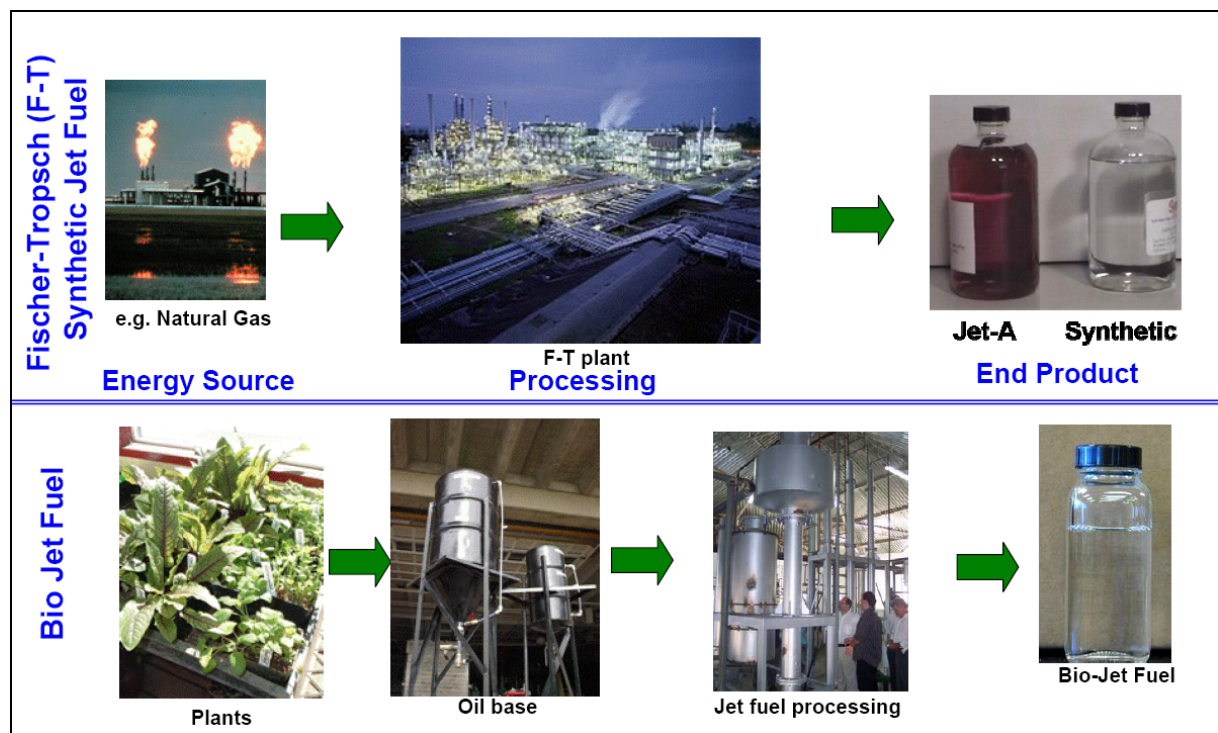 Fischer-Tropsch (F-T)
Synthetic Jet Fuel
e.g. Natural Gas
F-T plant
Jet-A
Synthetic
Energy Source
Processing
End Product
Bio Jet Fuel
Plants
Oil base
Jet fuel processing
Bio-Jet Fuel